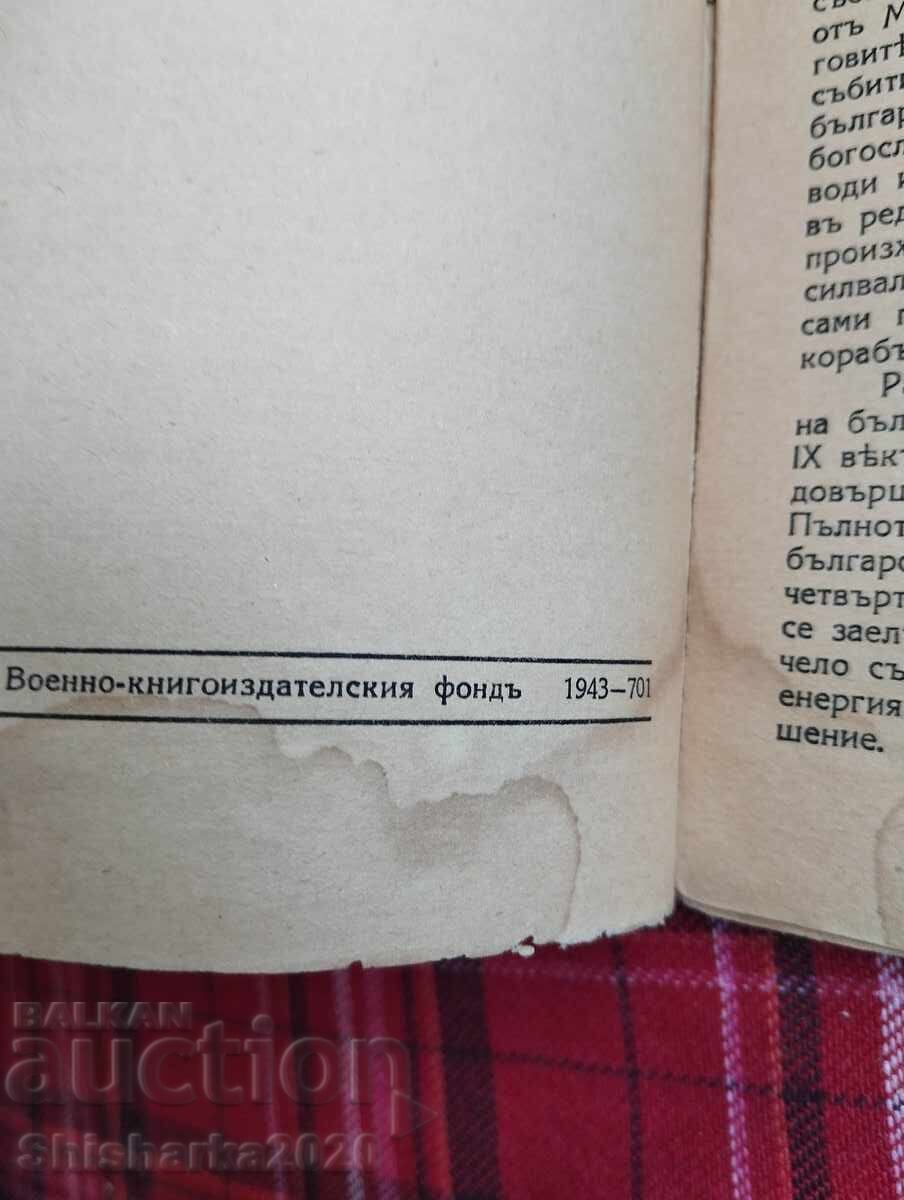 Военно-книгоиздателския фондъ 1943—701
отъ
говитѣ
събити
българ
богосл
води и
въ ред
произх
силвал
сами п
корабъ
на бъл
IX вѣкъ
довърш
Пълнот
българс
четвърт
се заел
чело съ
енергия
шение.
BALKAN
auction
Shisharka2020